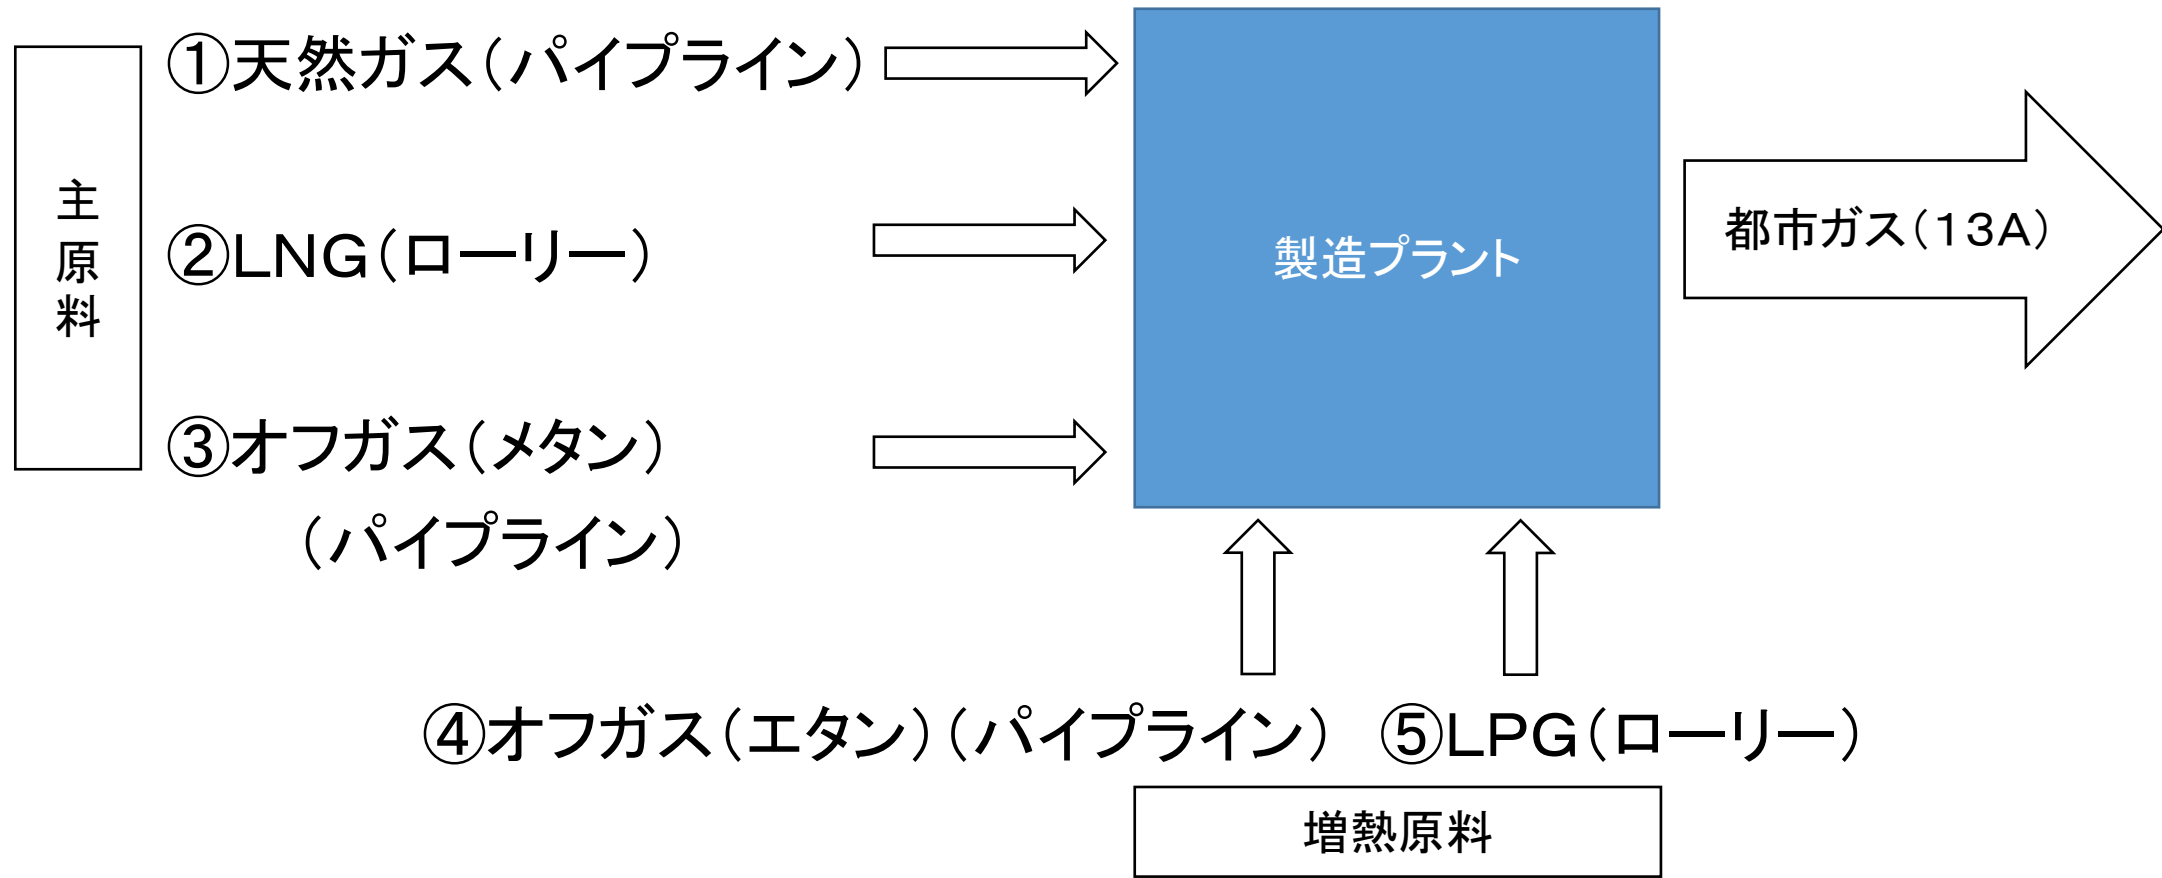 主原料
①天然ガス（パイプライン）
②LNG（ローリー）
③オフガス（メタン）
（パイプライン）
製造プラント
都市ガス（13A）
④オフガス（エタン）（パイプライン）
⑤LPG（ローリー）
増熱原料